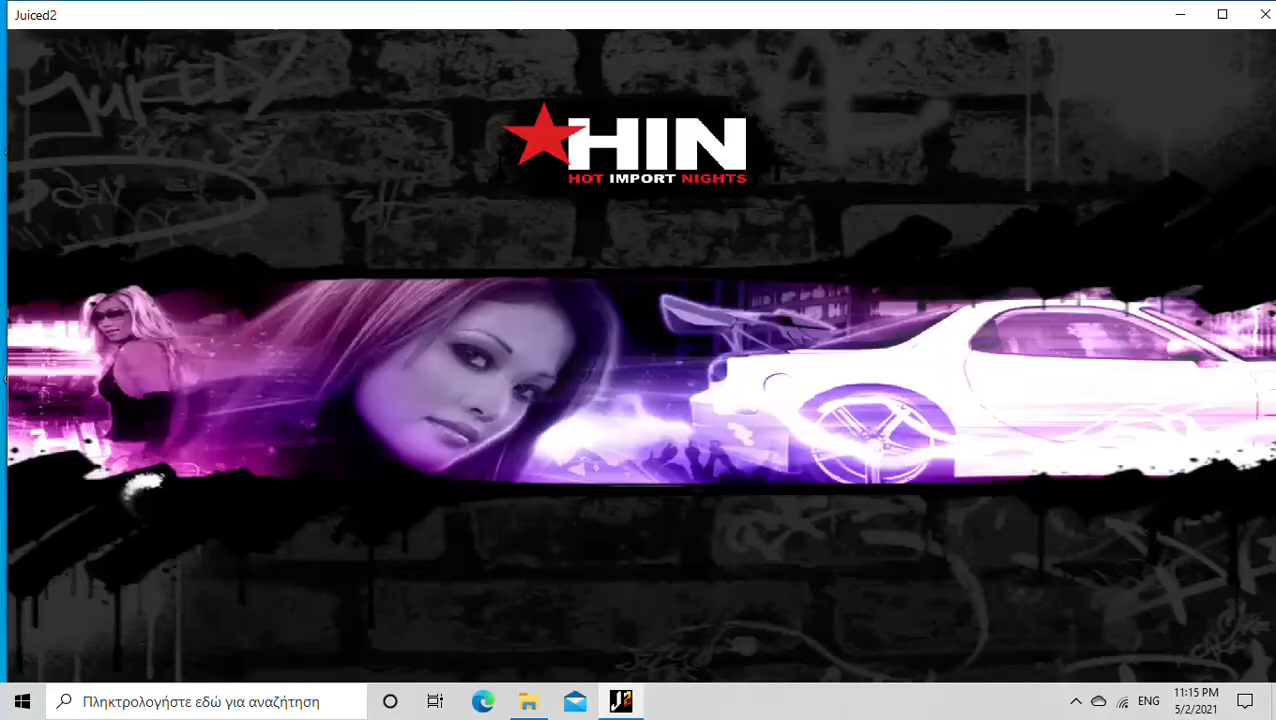 Juiced2
HIN
HOT IMPORT NIGHTS
Πληκτρολογήστε εδώ για αναζήτηση
ENG
11:15 PM
5/2/2021